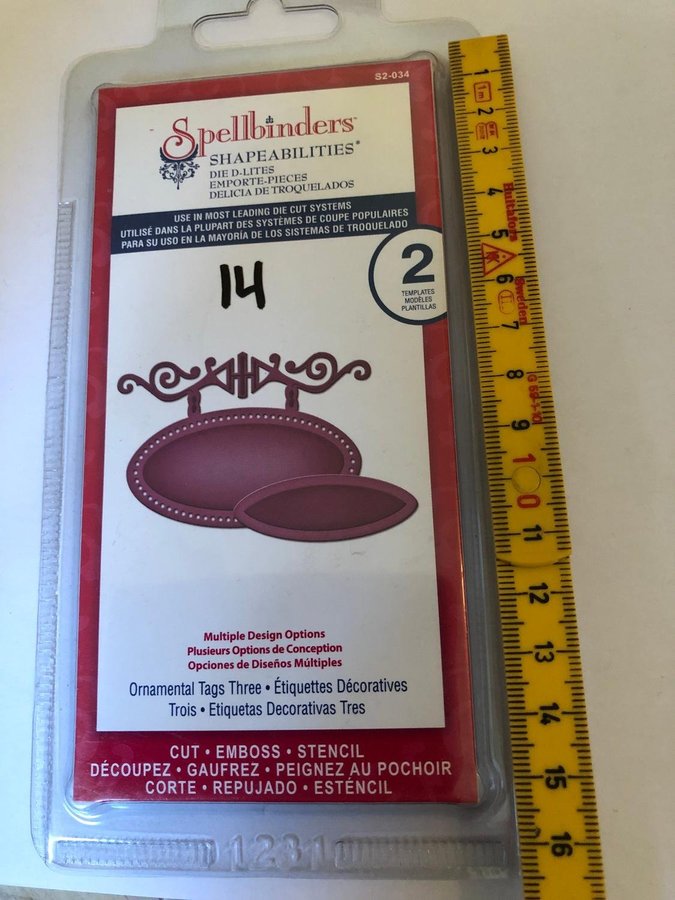 S2-034
Spellbinders™
SHAPEABILITIES®
DIE D-LITES
EMPORTE-PIECES
DELICIA DE TROQUELADOS
USE IN MOST LEADING DIE CUT SYSTEMS
UTILISÉ DANS LA PLUPART DES SYSTÈMES DE COUPE POPULAIRES
PARA SU USO EN LA MAYORÍA DE LOS SISTEMAS DE TROQUELADO
2
TEMPLATES
MODÈLES
PLANTILLAS
14
Multiple Design Options
Plusieurs Options de Conception
Opciones de Diseños Múltiples
Ornamental Tags Three • Étiquettes Décoratives
Trois • Etiquetas Decorativas Tres
CUT • EMBOSS • STENCIL
DÉCOUPEZ • GAUFREZ • PEIGNEZ AU POCHOIR
CORTE • REPUJADO • ESTÉNCIL
1231
1
1m
2
3
4
Hultafors
5
6
Sweden
7
8
9
10
11
12
13
14
15
16